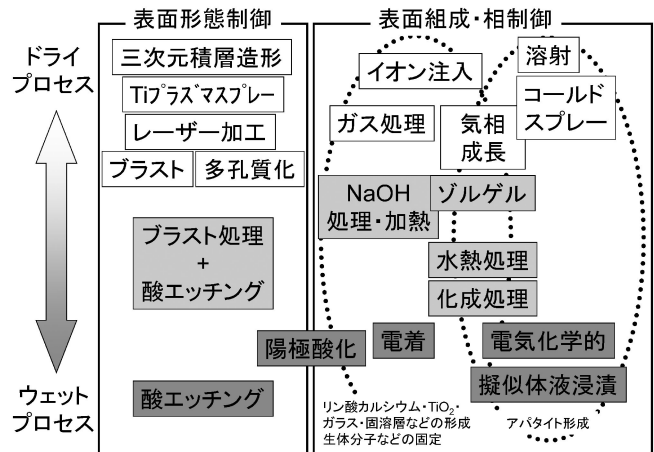 表面形態制御
表面組成・相制御
ドライ
プロセス
三次元積層造形
Tiプラズマスプレー
レーザー加工
ブラスト
多孔質化
ブラスト処理
+
酸エッチング
陽極酸化
酸エッチング
ウェット
プロセス
イオン注入
溶射
コールド
スプレー
ガス処理
気相
成長
NaOH
処理・加熱
ゾルゲル
水熱処理
化成処理
電着
電気化学的
擬似体液浸漬
リン酸カルシウム・TiO₂・
ガラス・固溶層などの形成
生体分子などの固定
アパタイト形成